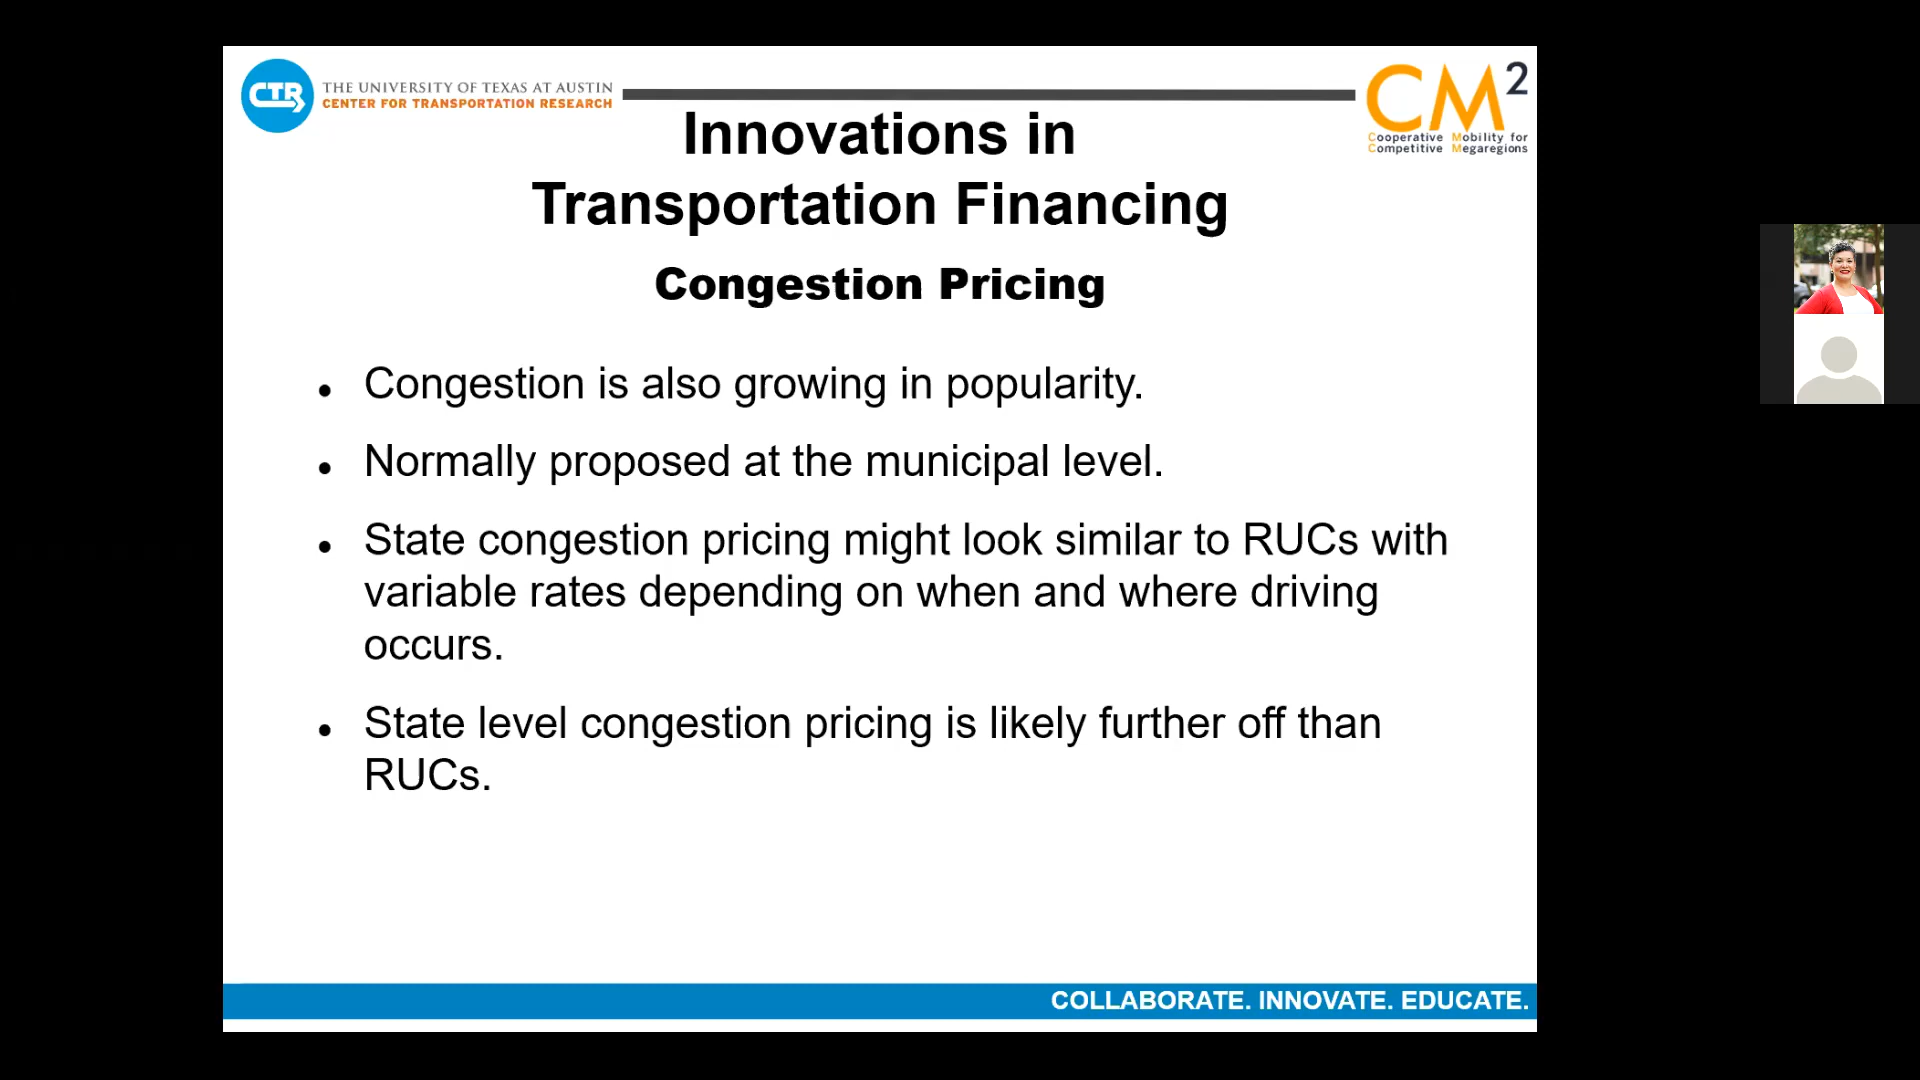 CTR THE UNIVERSITY OF TEXAS AT AUSTIN
CENTER FOR TRANSPORTATION RESEARCH
CM2
Cooperative Mobility for
Competitive Megaregions
Innovations in
Transportation Financing
Congestion Pricing
• Congestion is also growing in popularity.
• Normally proposed at the municipal level.
• State congestion pricing might look similar to RUCs with
variable rates depending on when and where driving
occurs.
• State level congestion pricing is likely further off than
RUCs.
COLLABORATE. INNOVATE. EDUCATE.